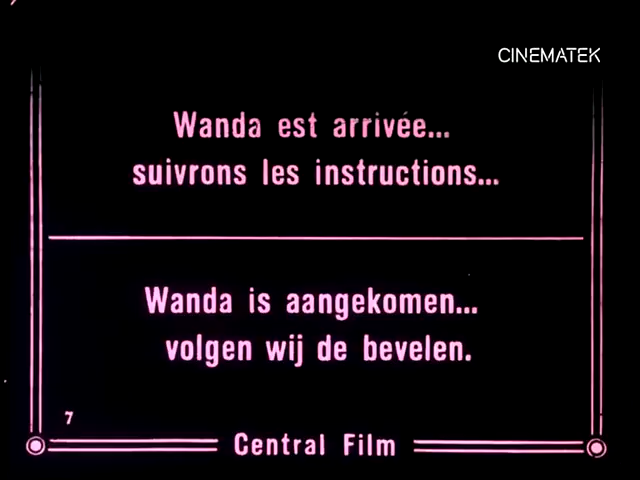 CINEMATEK
Wanda est arrivée...
suivrons les instructions...
Wanda is aangekomen...
volgen wij de bevelen.
7
Central Film